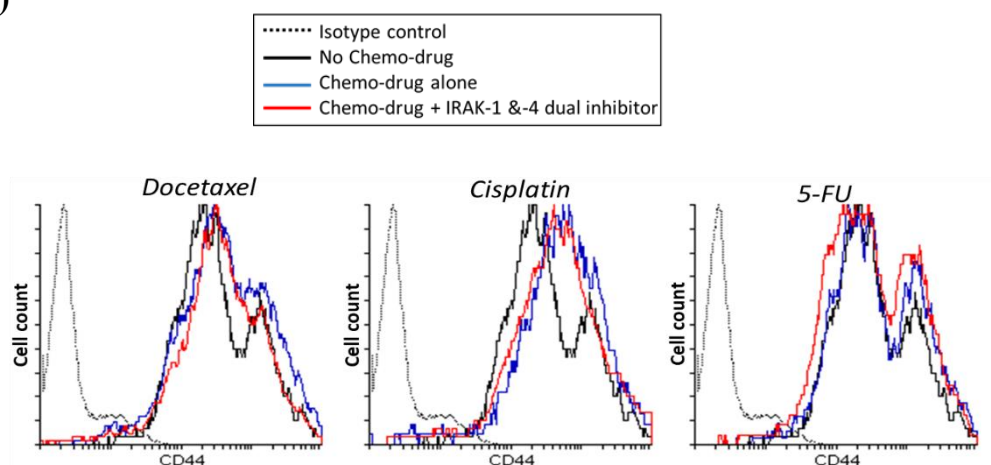 )
Isotype control
No Chemo-drug
Chemo-drug alone
Chemo-drug + IRAK-1 &-4 dual inhibitor
Docetaxel
Cisplatin
5-FU
Cell count
Cell count
Cell count
CD44
CD44
CD44